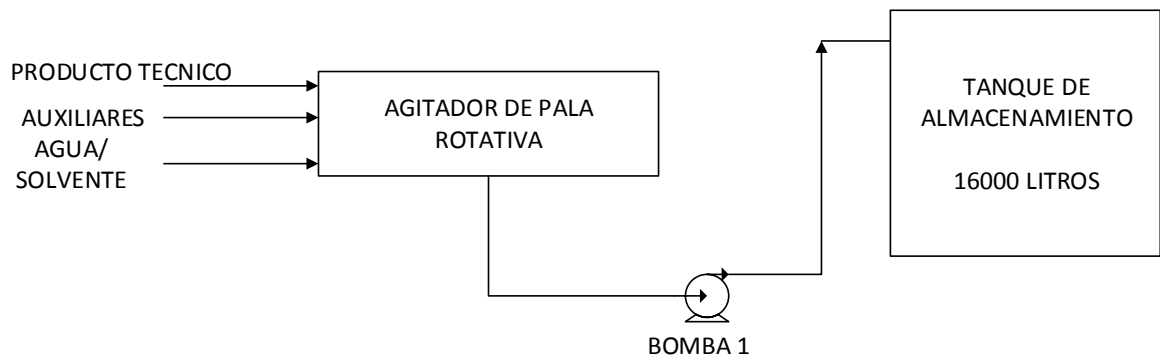 PRODUCTO TECNICO
AUXILIARES
AGUA/
SOLVENTE
AGITADOR DE PALA
ROTATIVA
BOMBA 1
TANQUE DE
ALMACENAMIENTO
16000 LITROS